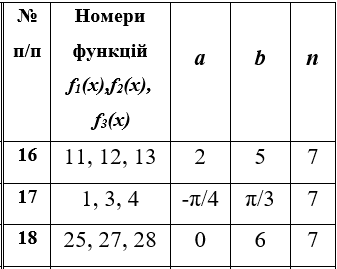 № п/п Номери функцій f₁(x),f₂(x), f₃(x) a b n
16 11, 12, 13 2 5 7
17 1, 3, 4 -π/4 π/3 7
18 25, 27, 28 0 6 7